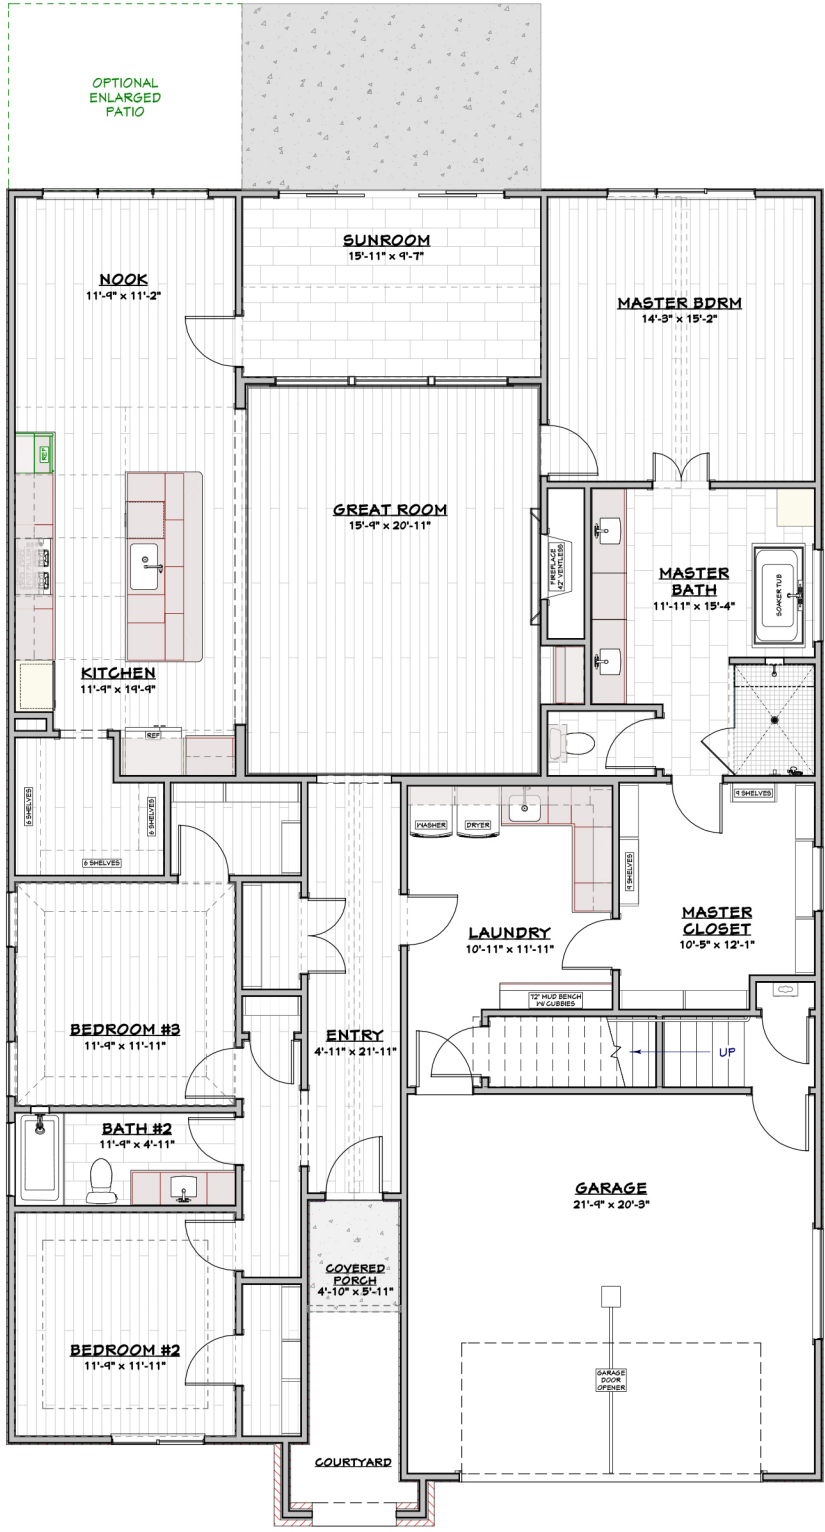 OPTIONAL
ENLARGED
PATIO
SUNROOM
15'-11" x 9'-7"
NOOK
11'-9" x 11'-2"
MASTER BDRM
14'-3" x 15'-2"
REF
GREAT ROOM
15'-9" x 20'-11"
FIREPLACE
42" VENTLESS
MASTER
BATH
11'-11" x 15'-4"
SOAKER TUB
KITCHEN
11'-9" x 19'-9"
REF
6 SHELVES
6 SHELVES
6 SHELVES
WASHER
DRYER
9 SHELVES
9 SHELVES
MASTER
CLOSET
10'-5" x 12'-1"
LAUNDRY
10'-11" x 11'-11"
72" MUD BENCH
W/ CUBBIES
BEDROOM #3
11'-9" x 11'-11"
ENTRY
4'-11" x 21'-11"
UP
BATH #2
11'-9" x 4'-11"
GARAGE
21'-9" x 20'-3"
COVERED
PORCH
4'-10" x 5'-11"
BEDROOM #2
11'-9" x 11'-11"
GARAGE
DOOR
OPENER
COURTYARD